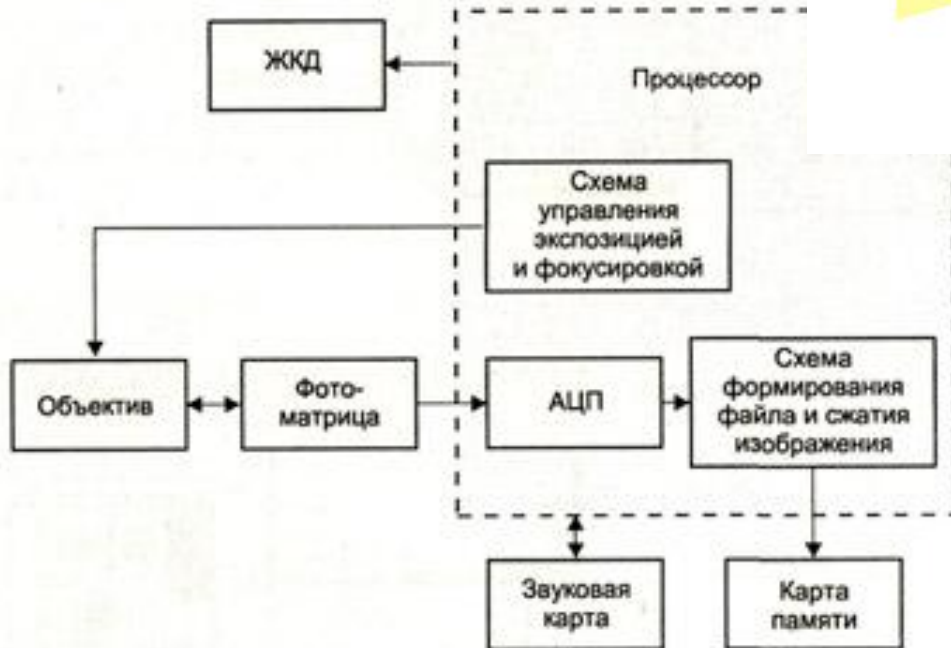 ЖКД
Процессор
Схема
управления
экспозицией
и фокусировкой
Объектив
Фото-
матрица
АЦП
Схема
формирования
файла и сжатия
изображения
Звуковая
карта
Карта
памяти